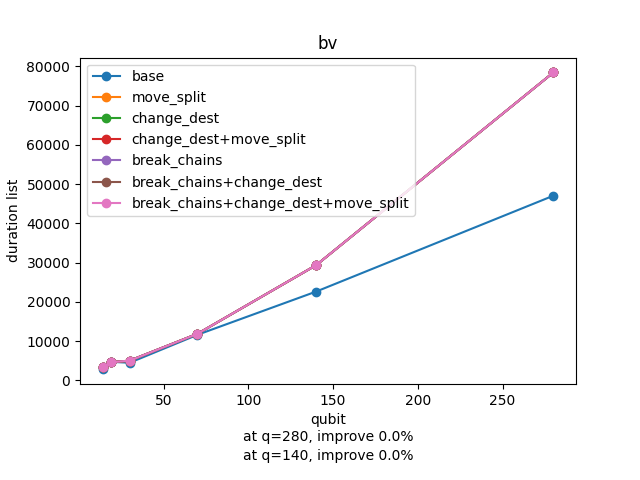 bv
base
move_split
change_dest
change_dest+move_split
break_chains
break_chains+change_dest
break_chains+change_dest+move_split
duration list
80000
70000
60000
50000
40000
30000
20000
10000
0
50 100 150 200 250
qubit
at q=280, improve 0.0%
at q=140, improve 0.0%